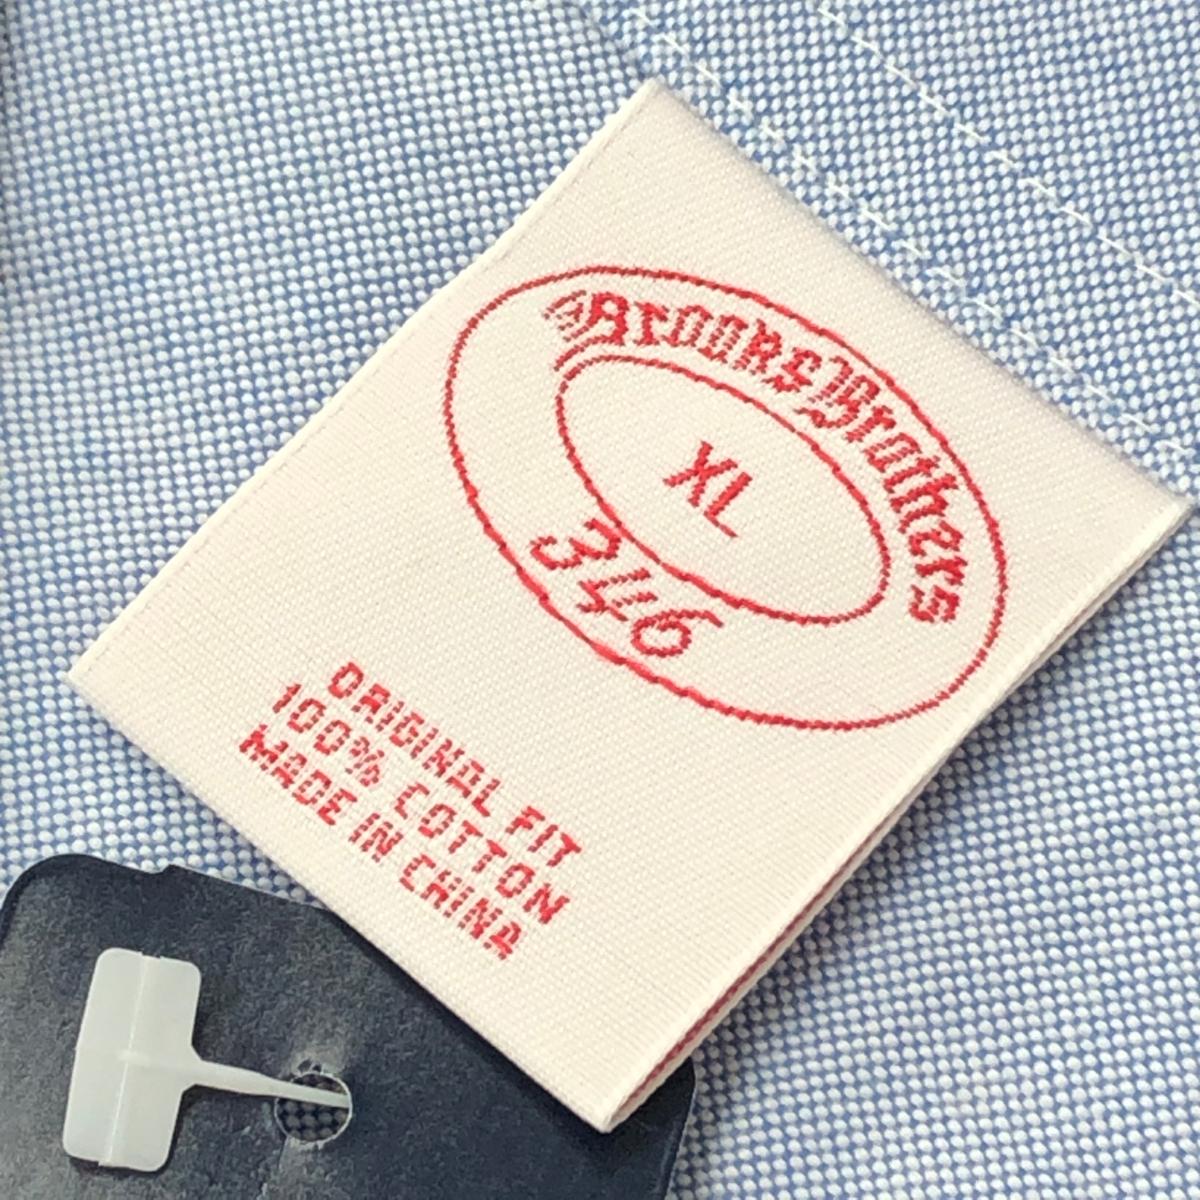 Brooks Brothers
XL
346
ORIGINAL FIT
100% COTTON
MADE IN CHINA